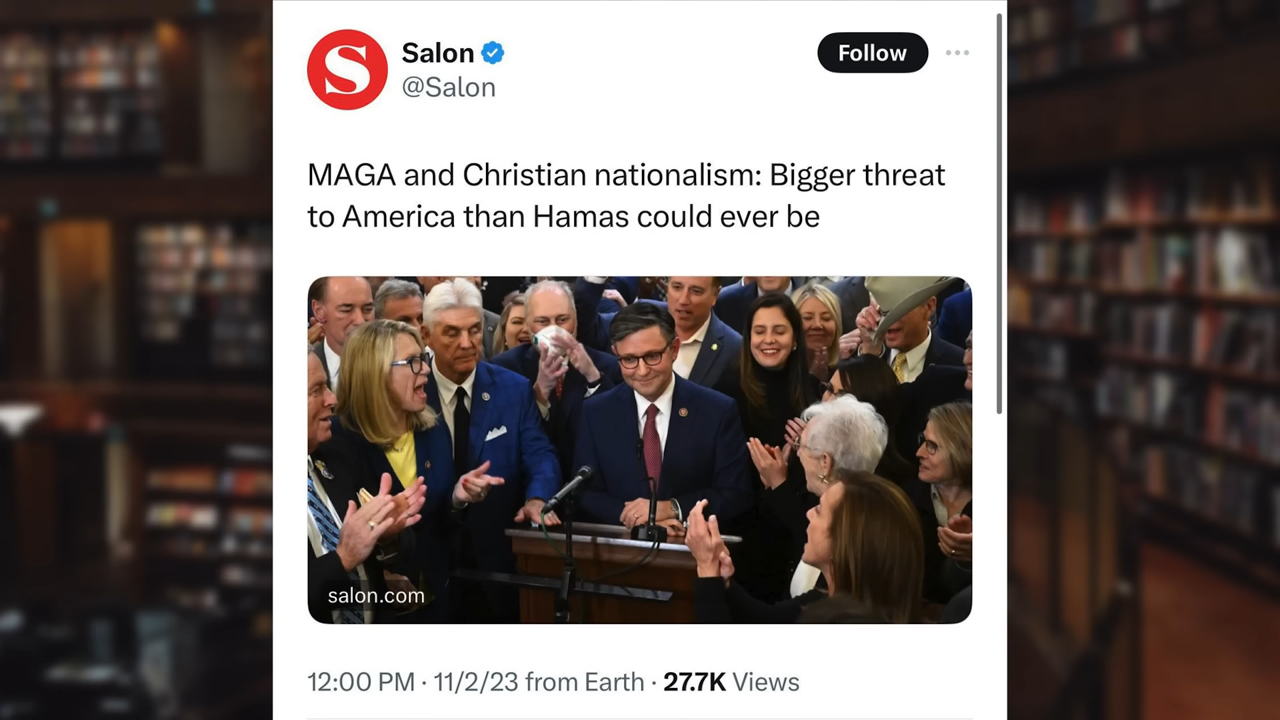 S
Salon
@Salon
Follow
MAGA and Christian nationalism: Bigger threat
to America than Hamas could ever be
salon.com
12:00 PM · 11/2/23 from Earth · 27.7K Views